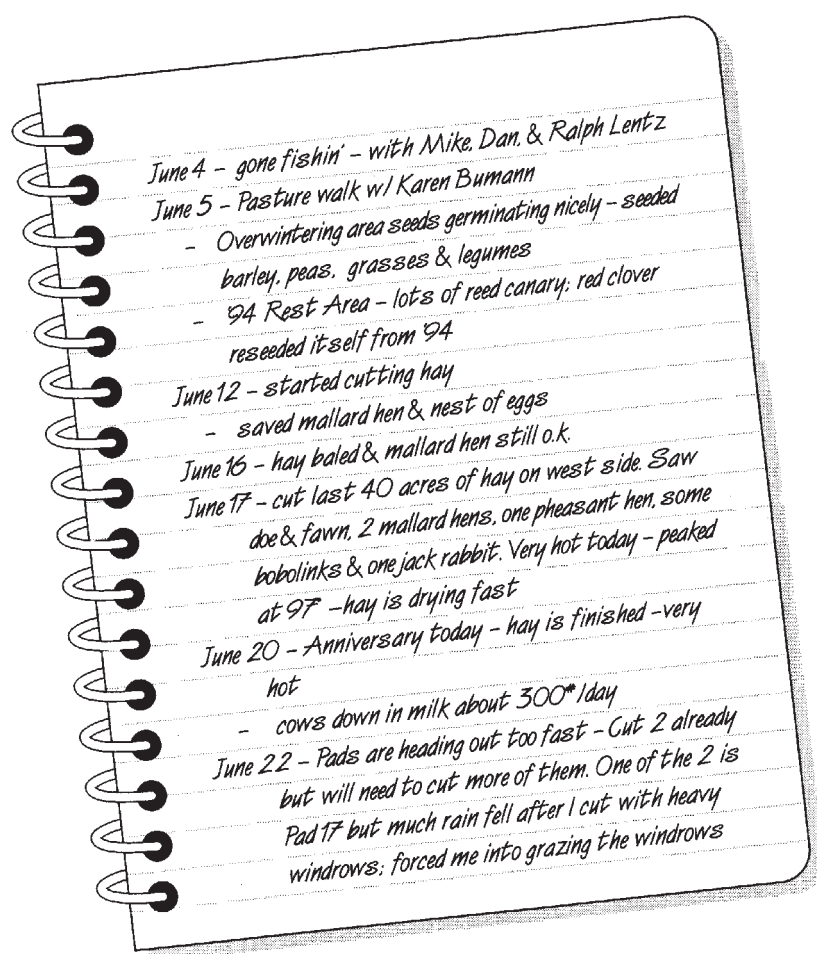 June 4 – gone fishin' – with Mike, Dan, & Ralph Lentz
June 5 – Pasture walk w/ Karen Bumann
– Overwintering area seeds germinating nicely – seeded
barley, peas, grasses & legumes
– '94 Rest Area – lots of reed canary; red clover
reseeded itself from '94
June 12 – started cutting hay
– saved mallard hen & nest of eggs
June 16 – hay baled & mallard hen still o.k.
June 17 – cut last 40 acres of hay on west side. Saw
doe & fawn, 2 mallard hens, one pheasant hen, some
bobolinks & one jack rabbit. Very hot today – peaked
at 97° – hay is drying fast
June 20 – Anniversary today – hay is finished – very
hot
– cows down in milk about 300#/day
June 22 – Pads are heading out too fast – Cut 2 already
but will need to cut more of them. One of the 2 is
Pad 17 but much rain fell after I cut with heavy
windrows; forced me into grazing the windrows